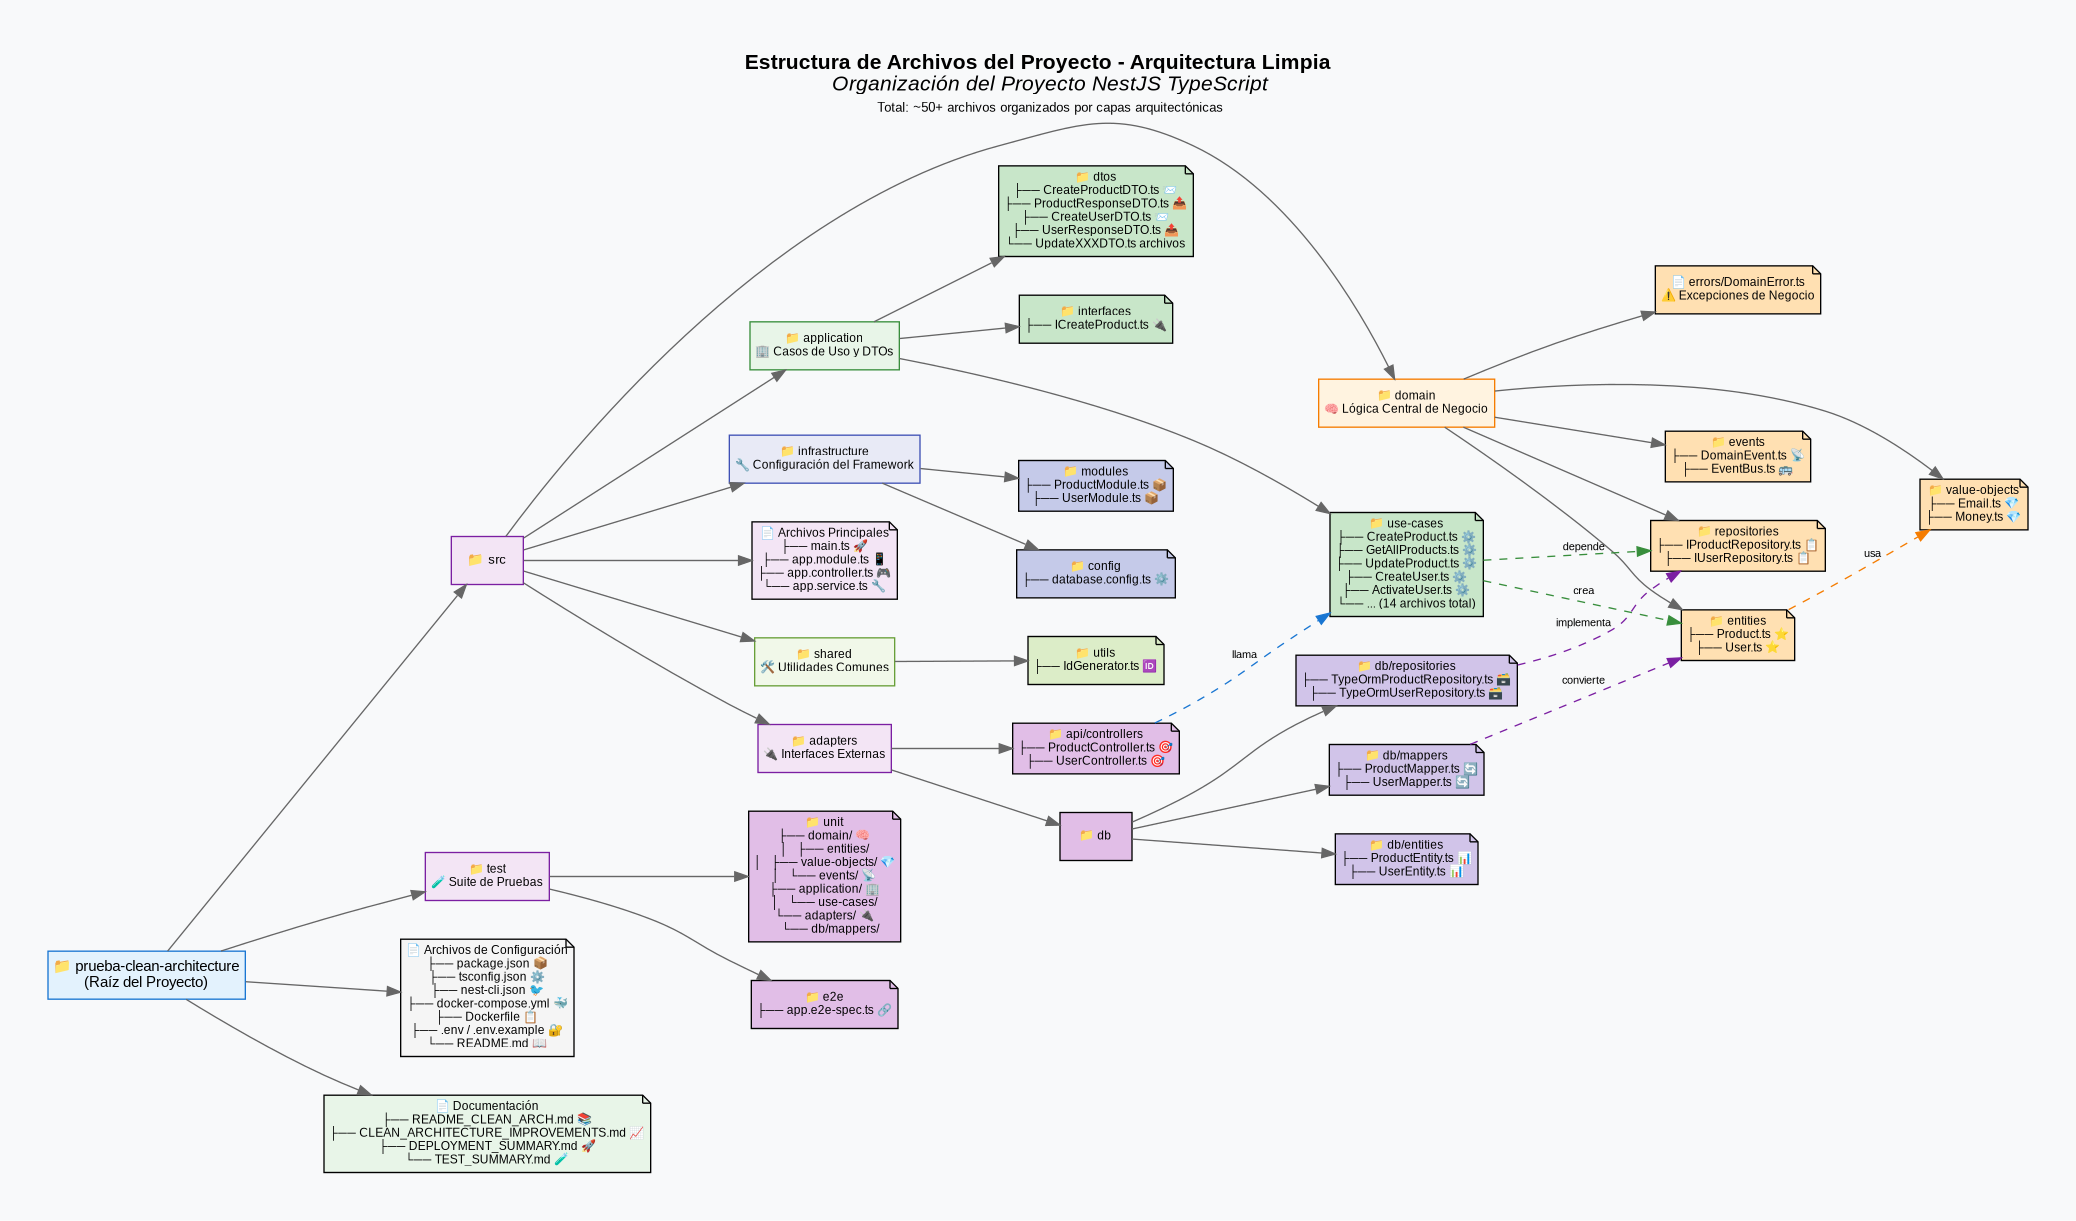 Estructura de Archivos del Proyecto - Arquitectura Limpia
Organización del Proyecto NestJS TypeScript
Total: ~50+ archivos organizados por capas arquitectónicas
📁 dtos
├── CreateProductDTO.ts 📨
├── ProductResponseDTO.ts 📤
├── CreateUserDTO.ts 📨
├── UserResponseDTO.ts 📤
└── UpdateXXXDTO.ts archivos
📁 interfaces
├── ICreateProduct.ts 🔌
📁 application
🏢 Casos de Uso y DTOs
📄 errors/DomainError.ts
⚠️ Excepciones de Negocio
📁 domain
🧠 Lógica Central de Negocio
📁 events
├── DomainEvent.ts 📡
├── EventBus.ts 🚌
📁 value-objects
├── Email.ts 💎
├── Money.ts 💎
📁 infrastructure
🔧 Configuración del Framework
📁 modules
├── ProductModule.ts 📦
├── UserModule.ts 📦
📁 config
├── database.config.ts ⚙️
📁 src
📄 Archivos Principales
├── main.ts 🚀
├── app.module.ts 📱
├── app.controller.ts 🎮
└── app.service.ts 🔧
📁 use-cases
├── CreateProduct.ts ⚙️
├── GetAllProducts.ts ⚙️
├── UpdateProduct.ts ⚙️
├── CreateUser.ts ⚙️
├── ActivateUser.ts ⚙️
└── ... (14 archivos total)
depende
crea
implementa
convierte
usa
llama
📁 repositories
├── IProductRepository.ts 📋
├── IUserRepository.ts 📋
📁 entities
├── Product.ts ⭐
├── User.ts ⭐
📁 shared
🛠️ Utilidades Comunes
📁 utils
├── IdGenerator.ts 🆔
📁 db/repositories
├── TypeOrmProductRepository.ts 🗃️
├── TypeOrmUserRepository.ts 🗃️
📁 adapters
🔌 Interfaces Externas
📁 api/controllers
├── ProductController.ts 🎯
├── UserController.ts 🎯
📁 db/mappers
├── ProductMapper.ts 🔄
├── UserMapper.ts 🔄
📁 db
📁 db/entities
├── ProductEntity.ts 📊
├── UserEntity.ts 📊
📁 test
🧪 Suite de Pruebas
📁 unit
├── domain/ 🧠
│   ├── entities/
│   ├── value-objects/ 💎
│   └── events/ 📡
├── application/ 🏢
│   └── use-cases/
└── adapters/ 🔌
└── db/mappers/
📁 e2e
├── app.e2e-spec.ts 🔗
📁 prueba-clean-architecture
(Raíz del Proyecto)
📄 Archivos de Configuración
├── package.json 📦
├── tsconfig.json ⚙️
├── nest-cli.json 🐦
├── docker-compose.yml 🐳
├── Dockerfile 📋
├── .env / .env.example 🔐
└── README.md 📖
📄 Documentación
├── README_CLEAN_ARCH.md 📚
├── CLEAN_ARCHITECTURE_IMPROVEMENTS.md 📈
├── DEPLOYMENT_SUMMARY.md 🚀
└── TEST_SUMMARY.md 🧪